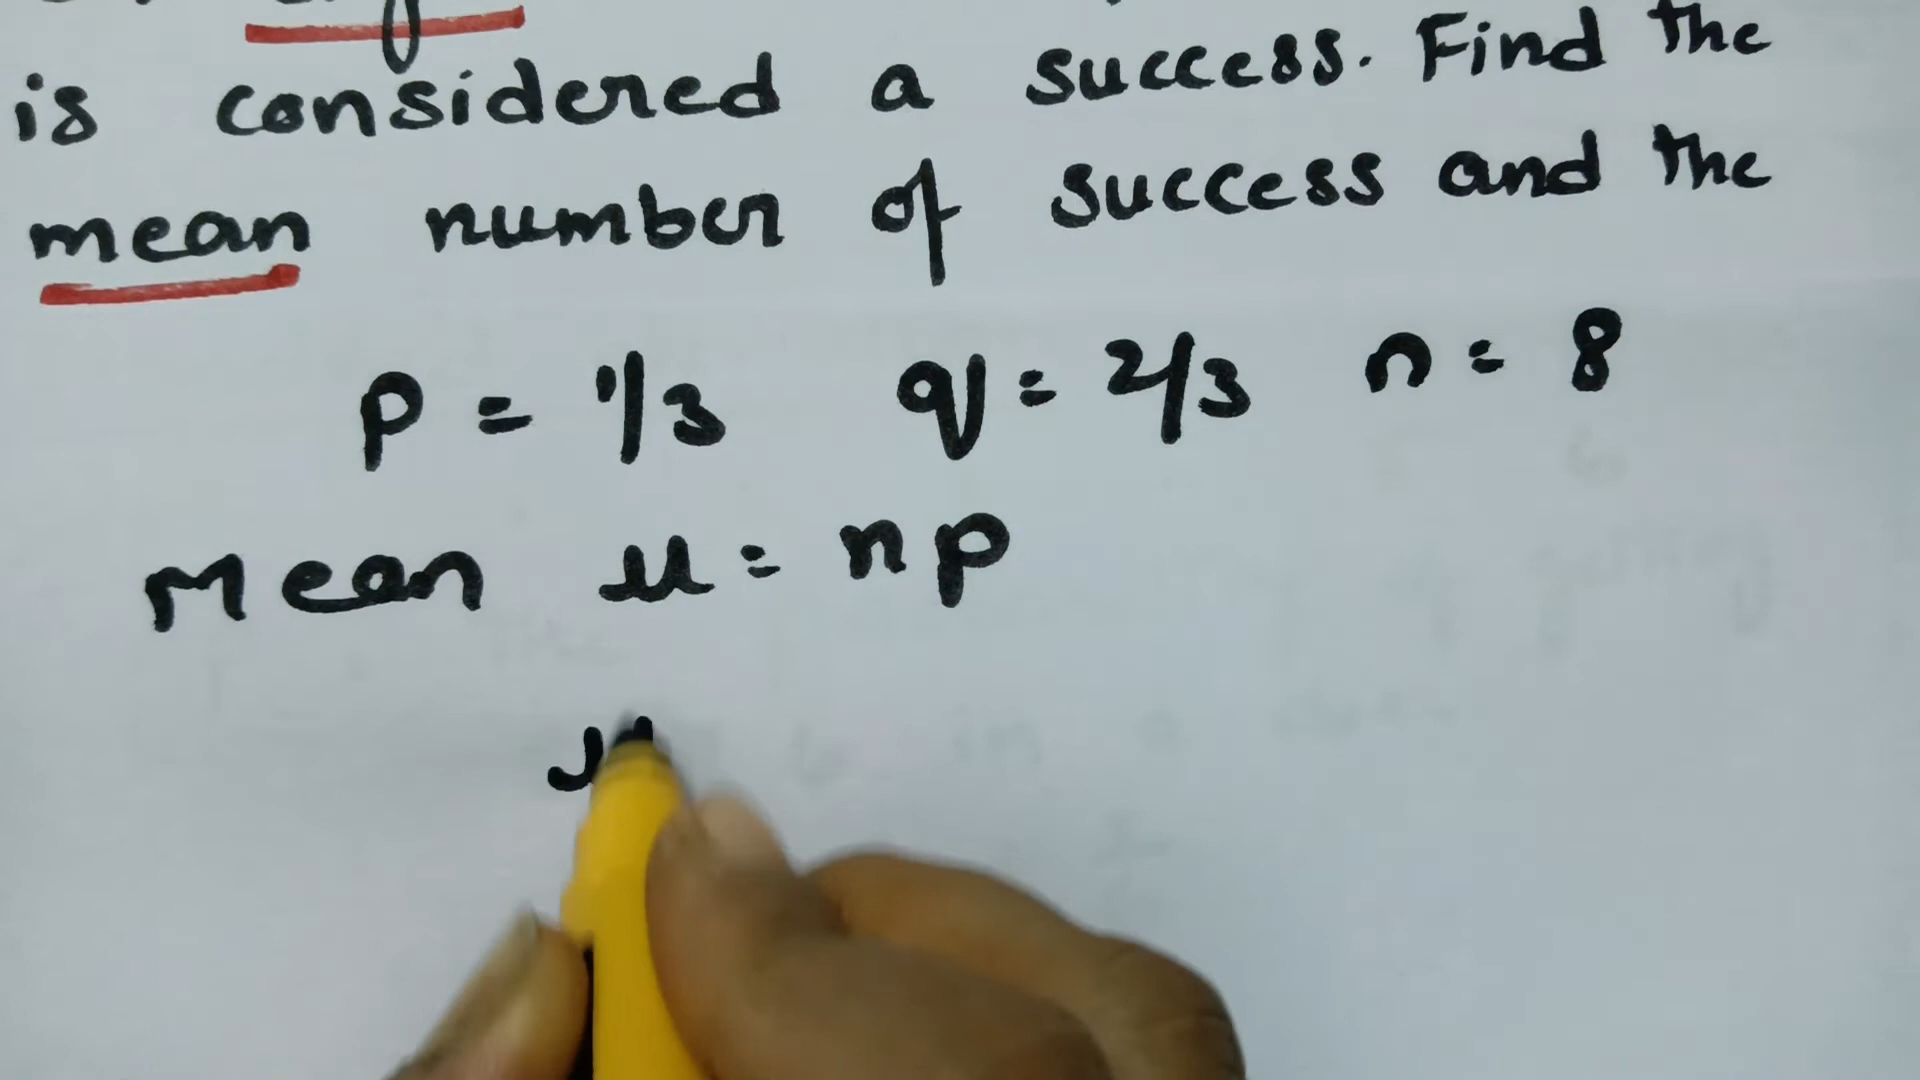 is considered a success. Find the
mean number of success and the
P = 1/3 q = 2/3 n = 8
Mean μ = np